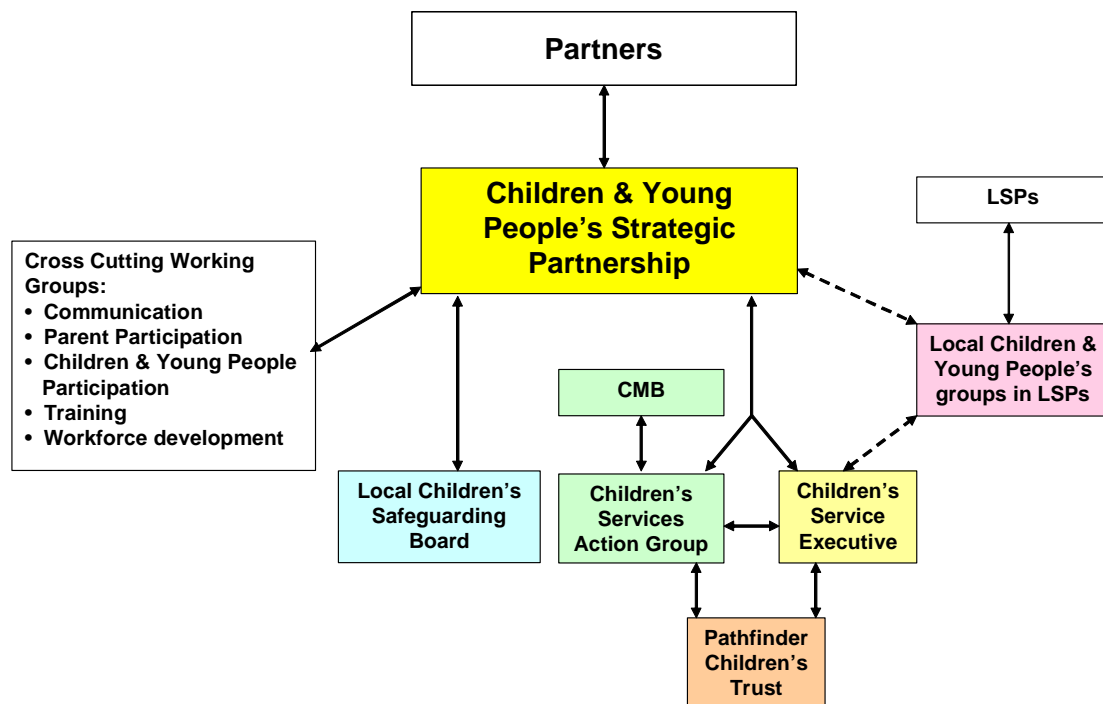 Partners
Children & Young
People's Strategic
Partnership
LSPs
Cross Cutting Working
Groups:
• Communication
• Parent Participation
• Children & Young People
Participation
• Training
• Workforce development
Local Children &
Young People's
groups in LSPs
CMB
Local Children's
Safeguarding
Board
Children's
Services
Action Group
Children's
Service
Executive
Pathfinder
Children's
Trust